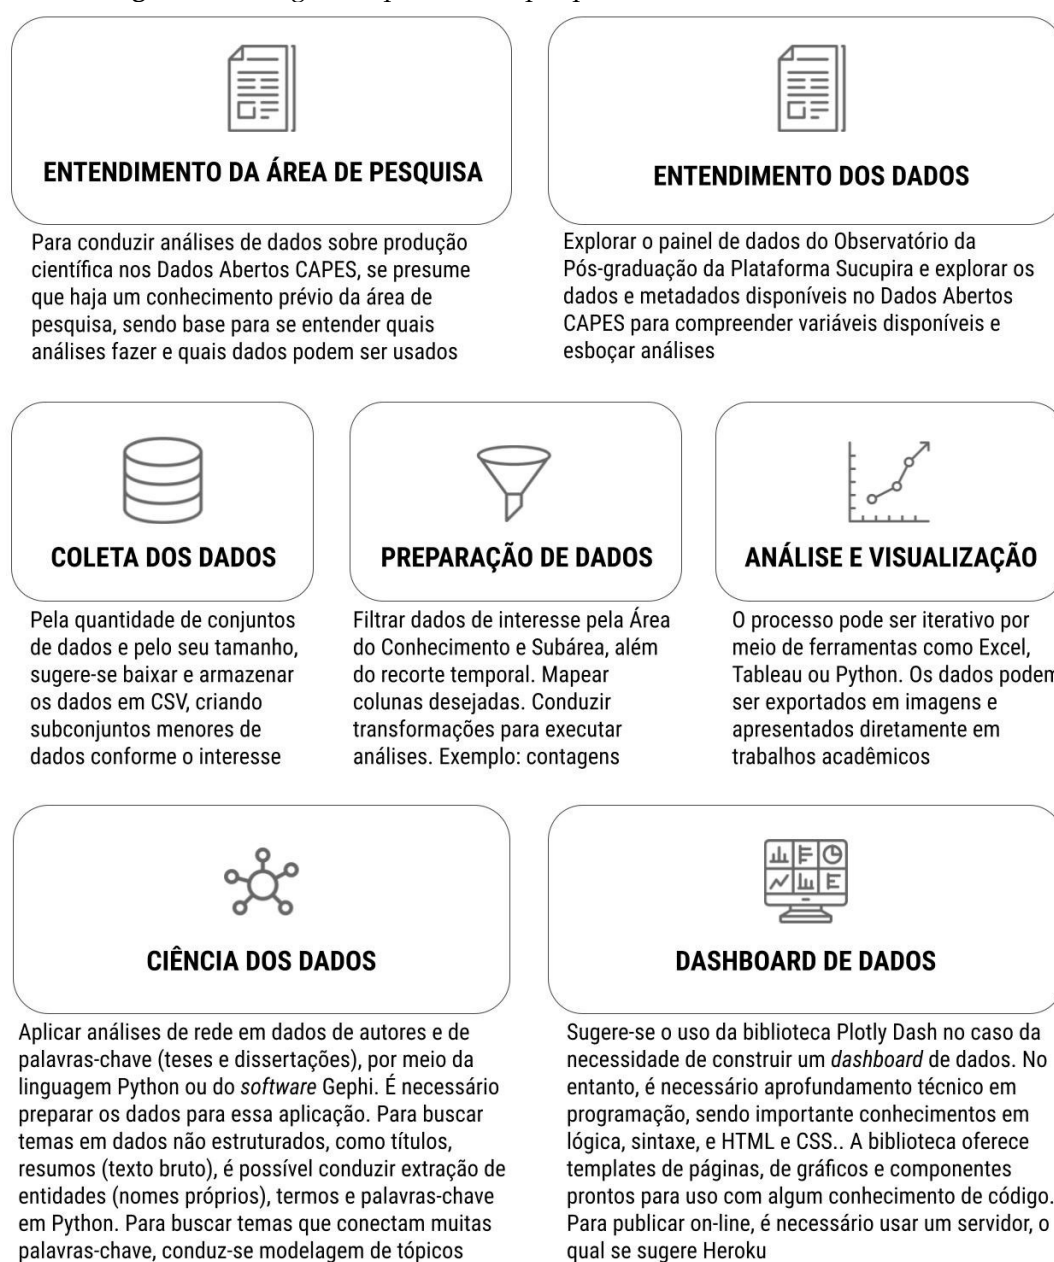 ENTENDIMENTO DA ÁREA DE PESQUISA
Para conduzir análises de dados sobre produção
científica nos Dados Abertos CAPES, se presume
que haja um conhecimento prévio da área de
pesquisa, sendo base para se entender quais
análises fazer e quais dados podem ser usados
ENTENDIMENTO DOS DADOS
Explorar o painel de dados do Observatório da
Pós-graduação da Plataforma Sucupira e explorar os
dados e metadados disponíveis no Dados Abertos
CAPES para compreender variáveis disponíveis e
esboçar análises
COLETA DOS DADOS
Pela quantidade de conjuntos
de dados e pelo seu tamanho,
sugere-se baixar e armazenar
os dados em CSV, criando
subconjuntos menores de
dados conforme o interesse
PREPARAÇÃO DE DADOS
Filtrar dados de interesse pela Área
do Conhecimento e Subárea, além
do recorte temporal. Mapear
colunas desejadas. Conduzir
transformações para executar
análises. Exemplo: contagens
ANÁLISE E VISUALIZAÇÃO
O processo pode ser iterativo por
meio de ferramentas como Excel,
Tableau ou Python. Os dados podem
ser exportados em imagens e
apresentados diretamente em
trabalhos acadêmicos
CIÊNCIA DOS DADOS
Aplicar análises de rede em dados de autores e de
palavras-chave (teses e dissertações), por meio da
linguagem Python ou do software Gephi. É necessário
preparar os dados para essa aplicação. Para buscar
temas em dados não estruturados, como títulos,
resumos (texto bruto), é possível conduzir extração de
entidades (nomes próprios), termos e palavras-chave
em Python. Para buscar temas que conectam muitas
palavras-chave, conduz-se modelagem de tópicos
DASHBOARD DE DADOS
Sugere-se o uso da biblioteca Plotly Dash no caso da
necessidade de construir um dashboard de dados. No
entanto, é necessário aprofundamento técnico em
programação, sendo importante conhecimentos em
lógica, sintaxe, e HTML e CSS.. A biblioteca oferece
templates de páginas, de gráficos e componentes
prontos para uso com algum conhecimento de código.
Para publicar on-line, é necessário usar um servidor, o
qual se sugere Heroku